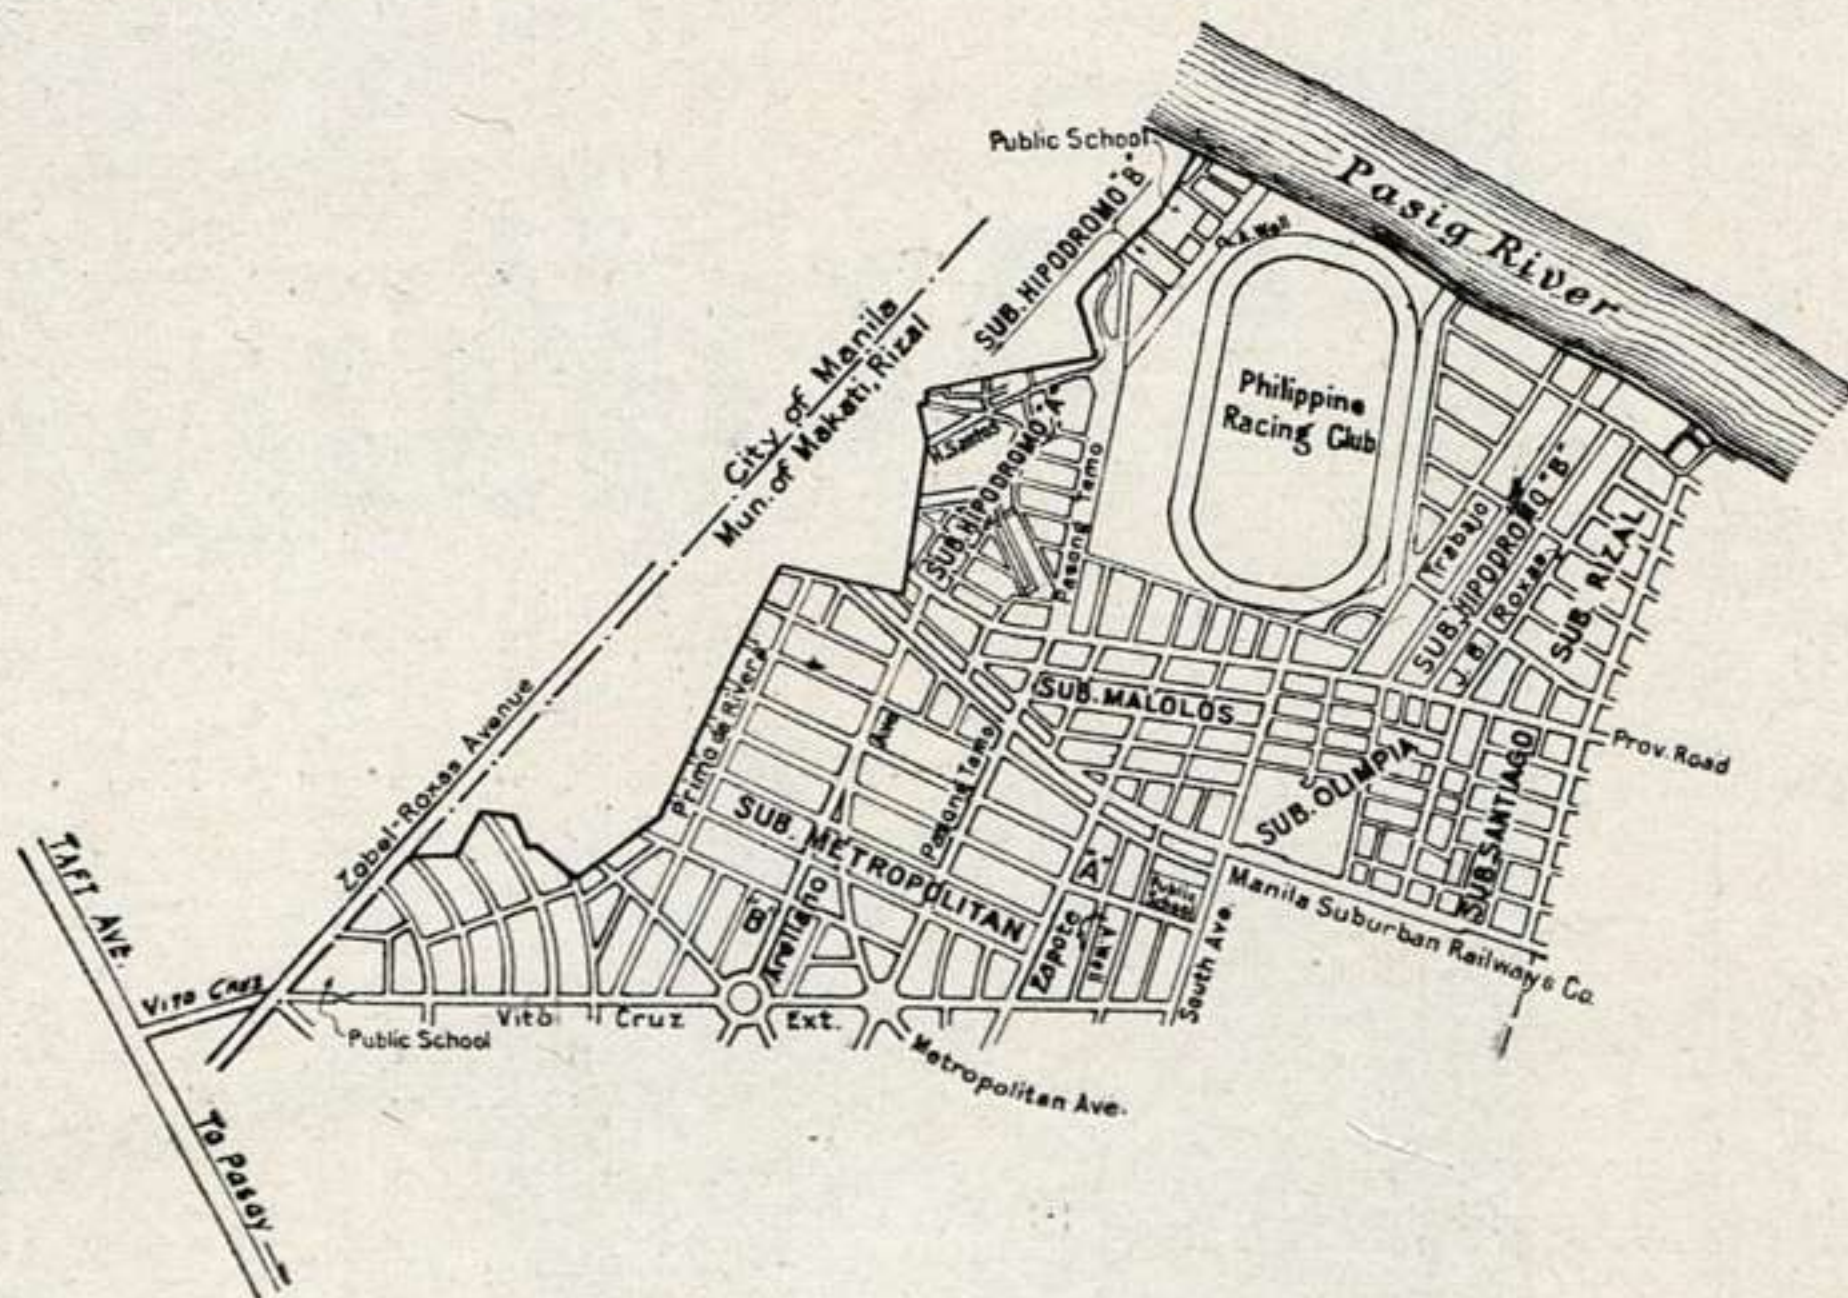 Public School
Pasig River
SUB. HIPODROMO "B"
City of Manila
Mun. of Makati, Rizal
Philippine
Racing Club
SUB. HIPODROMO "A"
Pasong Tamo
Trabajo
SUB. HIPODROMO "B"
J B Roxas
SUB. RIZAL
Zobel-Roxas Avenue
Primo de Rivera
Ave.
SUB. MALOLOS
Pasong Tamo
Prov. Road
SUB. OLIMPIA
SUB. SANTIAGO
SUB. METROPOLITAN
"A"
"B"
Arellano
Zapote
Public
School
South Ave.
Manila Suburban Railways Co.
TAFT AVE.
VITO CRUZ
Vito Cruz Ext.
Public School
Metropolitan Ave.
To Pasay